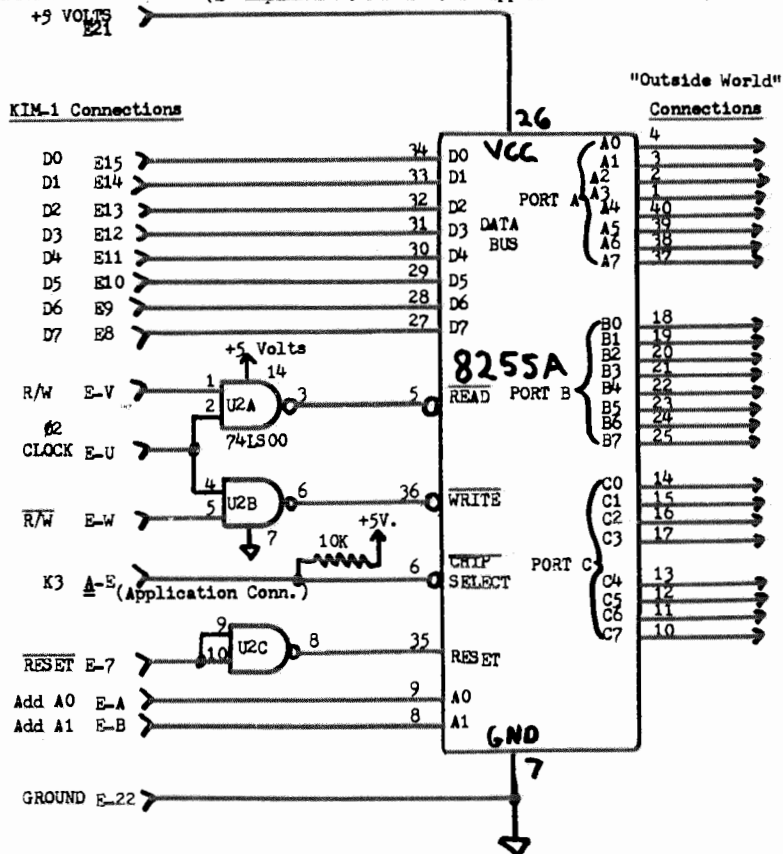 +5 VOLTS
E21
"Outside World"
Connections
KIM-1 Connections
26
VCC
D0 E15 34 D0
D1 E14 33 D1
D2 E13 32 D2
D3 E12 31 D3
D4 E11 30 D4
D5 E10 29 D5
D6 E9 28 D6
D7 E8 27 D7
DATA
BUS
PORT A
A0 4
A1 3
A2 2
A3 1
A4 40
A5 39
A6 38
A7 37
+5 Volts
14
R/W E-V 1
2
U2A
3
74LS00
5 READ
8255A
PORT B
B0 18
B1 19
B2 20
B3 21
B4 22
B5 23
B6 24
B7 25
Ø2
CLOCK E-U
4
5
U2B
6
7
36 WRITE
R/W E-W
+5V.
10K
K3 A-E (Application Conn.)
6 CHIP
SELECT
PORT C
C0 14
C1 15
C2 16
C3 17
C4 13
C5 12
C6 11
C7 10
RESET E-7
9
10
U2C
8
35 RESET
Add A0 E-A 9 A0
Add A1 E-B 8 A1
GND
7
GROUND E-22